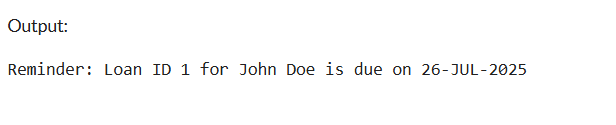 Output:
Reminder: Loan ID 1 for John Doe is due on 26-JUL-2025